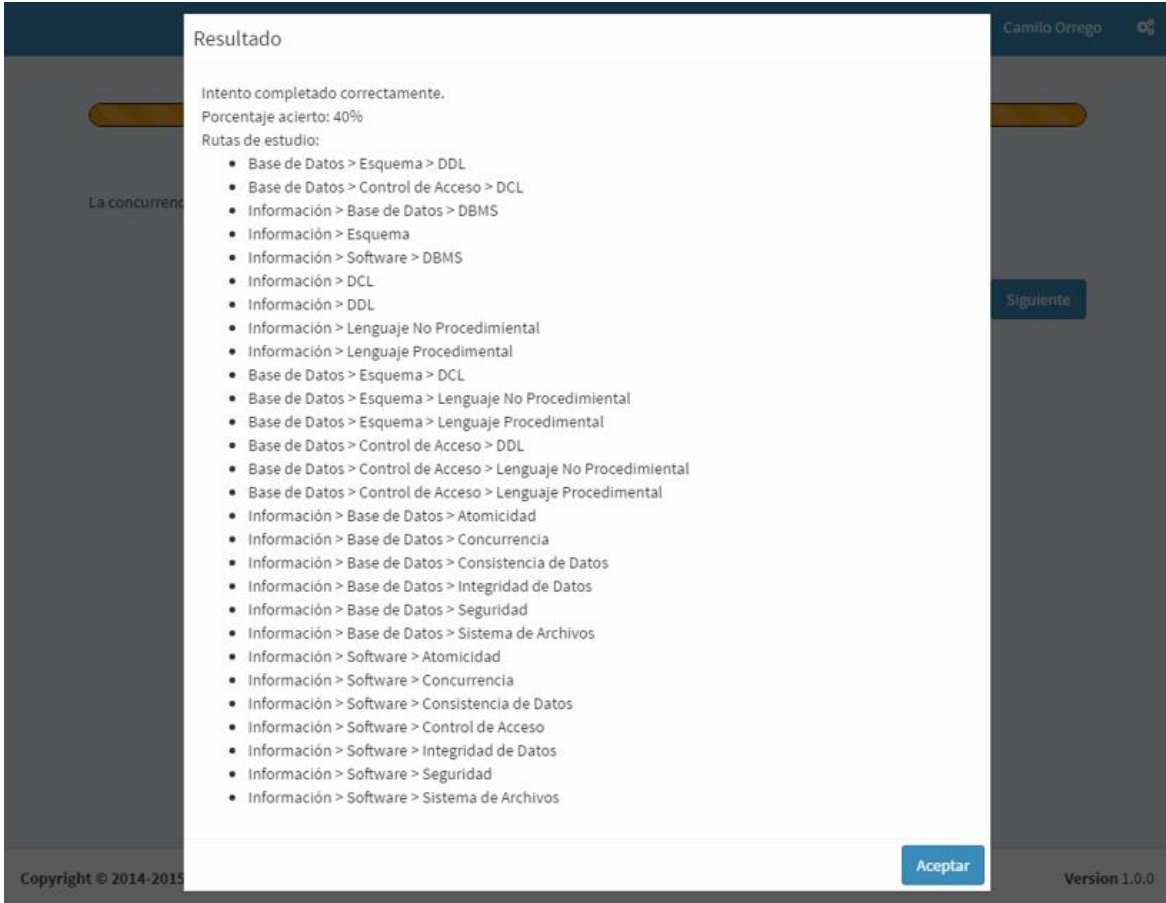 Camilo Orrego
Resultado
Intento completado correctamente.
Porcentaje acierto: 40%
Rutas de estudio:
• Base de Datos > Esquema > DDL
• Base de Datos > Control de Acceso > DCL
• Información > Base de Datos > DBMS
• Información > Esquema
• Información > Software > DBMS
• Información > DCL
• Información > DDL
• Información > Lenguaje No Procedimiental
• Información > Lenguaje Procedimental
• Base de Datos > Esquema > DCL
• Base de Datos > Esquema > Lenguaje No Procedimiental
• Base de Datos > Esquema > Lenguaje Procedimental
• Base de Datos > Control de Acceso > DDL
• Base de Datos > Control de Acceso > Lenguaje No Procedimiental
• Base de Datos > Control de Acceso > Lenguaje Procedimental
• Información > Base de Datos > Atomicidad
• Información > Base de Datos > Concurrencia
• Información > Base de Datos > Consistencia de Datos
• Información > Base de Datos > Integridad de Datos
• Información > Base de Datos > Seguridad
• Información > Base de Datos > Sistema de Archivos
• Información > Software > Atomicidad
• Información > Software > Concurrencia
• Información > Software > Consistencia de Datos
• Información > Software > Control de Acceso
• Información > Software > Integridad de Datos
• Información > Software > Seguridad
• Información > Software > Sistema de Archivos
La concurrenc
Siguiente
Aceptar
Copyright © 2014-2015
Version 1.0.0